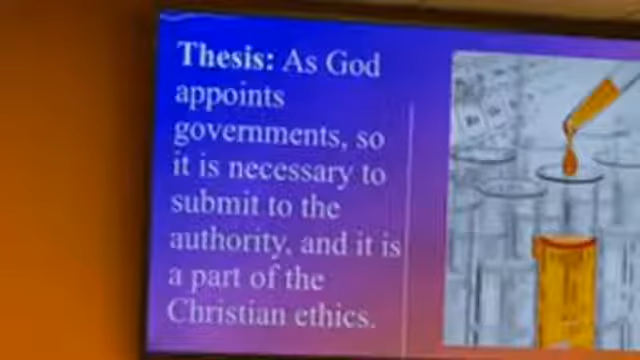 Thesis: As God
appoints
governments, so
it is necessary to
submit to the
authority, and it is
a part of the
Christian ethics.